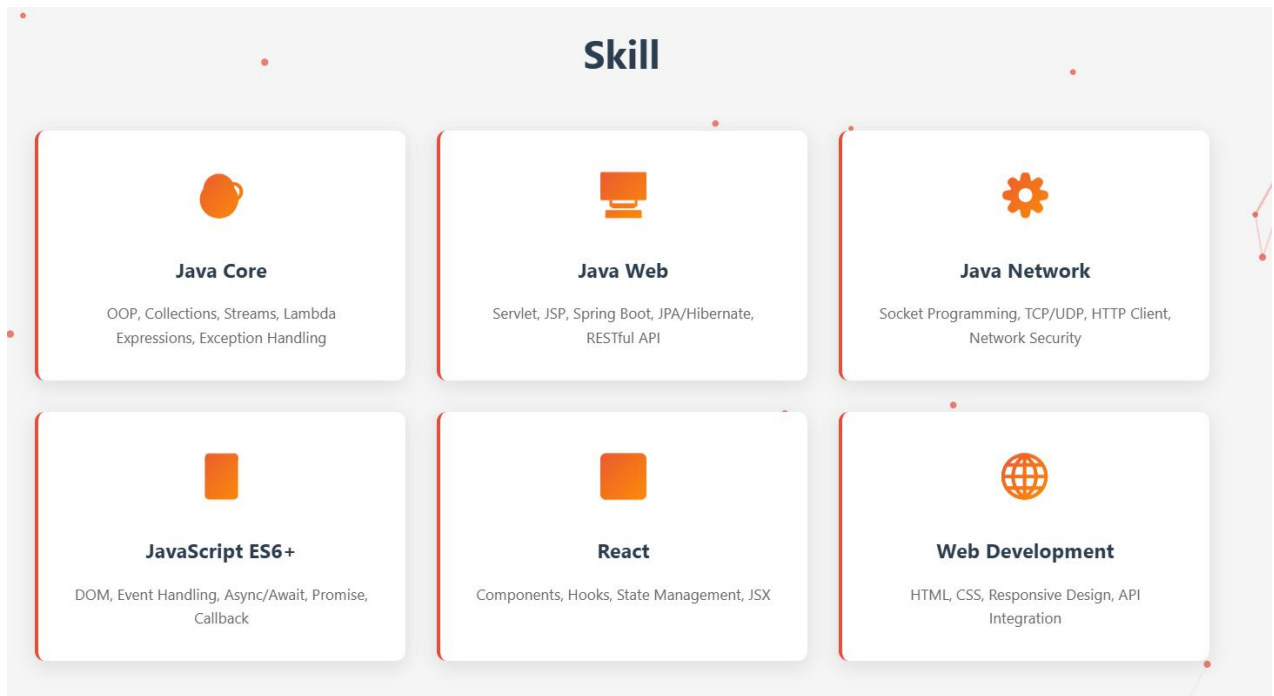 Skill
Java Core
OOP, Collections, Streams, Lambda
Expressions, Exception Handling
Java Web
Servlet, JSP, Spring Boot, JPA/Hibernate,
RESTful API
Java Network
Socket Programming, TCP/UDP, HTTP Client,
Network Security
JavaScript ES6+
DOM, Event Handling, Async/Await, Promise,
Callback
React
Components, Hooks, State Management, JSX
Web Development
HTML, CSS, Responsive Design, API
Integration